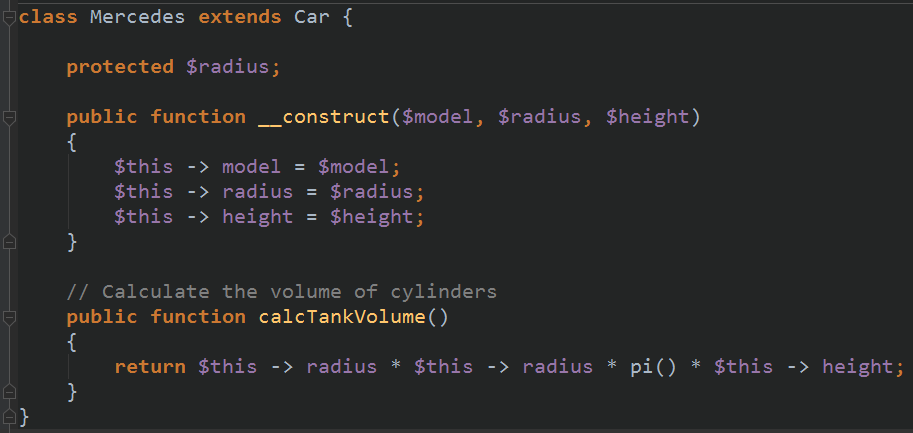 class Mercedes extends Car {
protected $radius;
public function __construct($model, $radius, $height)
{
$this -> model = $model;
$this -> radius = $radius;
$this -> height = $height;
}
// Calculate the volume of cylinders
public function calcTankVolume()
{
return $this -> radius * $this -> radius * pi() * $this -> height;
}
}